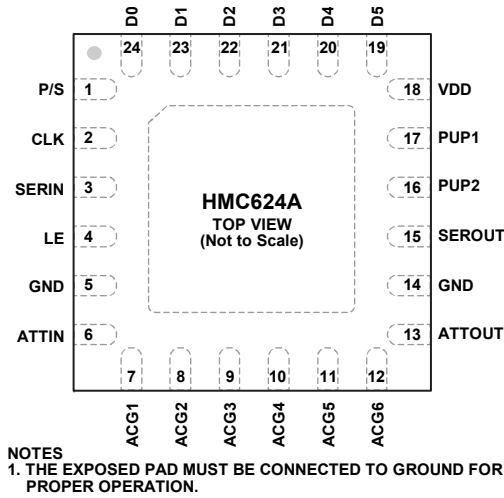 D0 D1 D2 D3 D4 D5
24 23 22 21 20 19
P/S 1 18 VDD
CLK 2 17 PUP1
SERIN 3 16 PUP2
HMC624A
TOP VIEW
(Not to Scale)
LE 4 15 SEROUT
GND 5 14 GND
ATTIN 6 13 ATTOUT
7 8 9 10 11 12
ACG1 ACG2 ACG3 ACG4 ACG5 ACG6
NOTES
1. THE EXPOSED PAD MUST BE CONNECTED TO GROUND FOR
PROPER OPERATION.